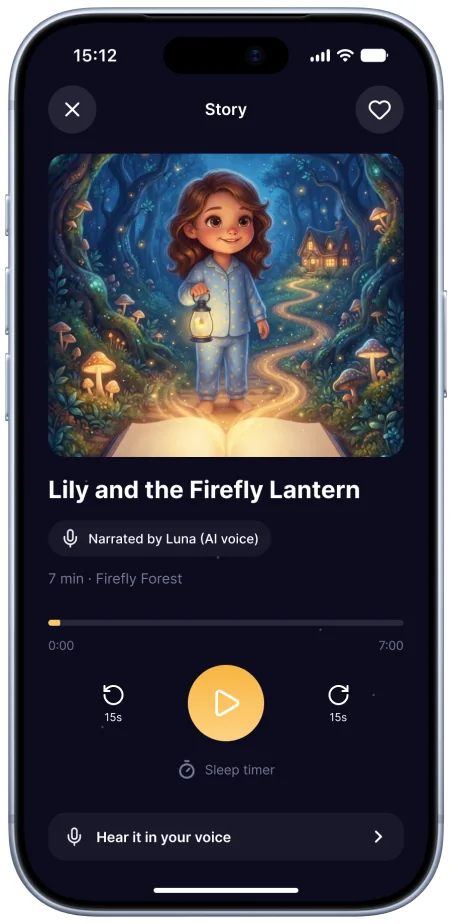 15:12
Story
Lily and the Firefly Lantern
Narrated by Luna (AI voice)
7 min · Firefly Forest
0:00 7:00
15s 15s
Sleep timer
Hear it in your voice